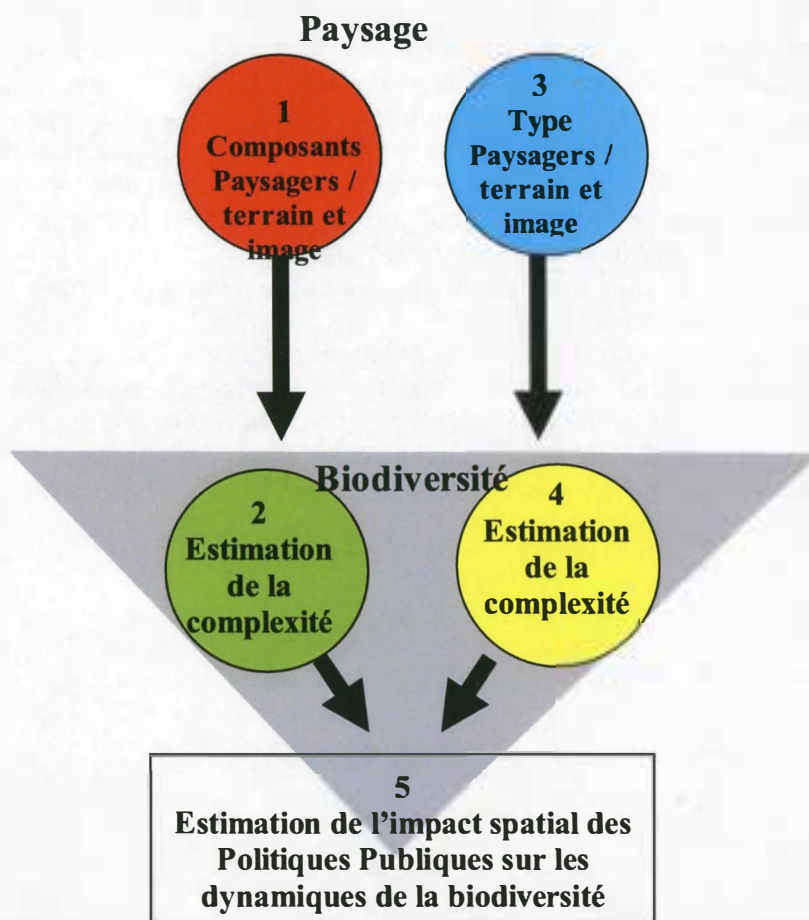 Paysage
1
Composants
Paysagers /
terrain et
image
3
Type
Paysagers /
terrain et
image
Biodiversité
2
Estimation
de la
complexité
4
Estimation
de la
complexité
5
Estimation de l'impact spatial des
Politiques Publiques sur les
dynamiques de la biodiversité